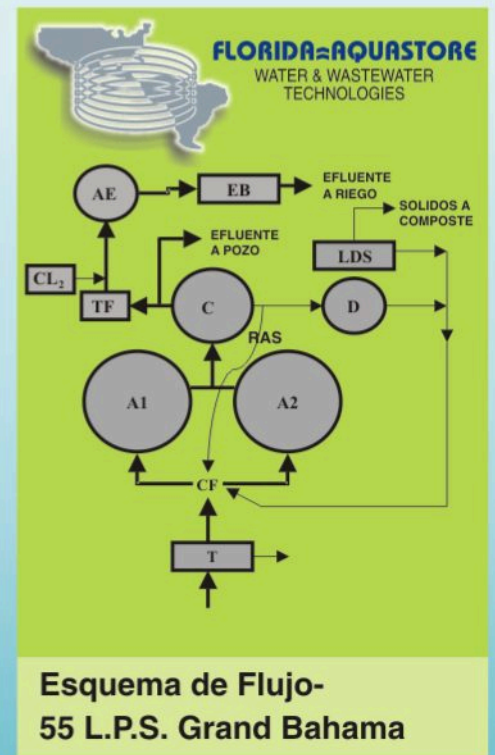 FLORIDA≈AQUASTORE
WATER & WASTEWATER
TECHNOLOGIES
AE
EB
EFLUENTE
A RIEGO
SOLIDOS A
COMPOSTE
EFLUENTE
A POZO
LDS
CL₂
TF
C
D
RAS
A1
A2
CF
T
Esquema de Flujo-
55 L.P.S. Grand Bahama